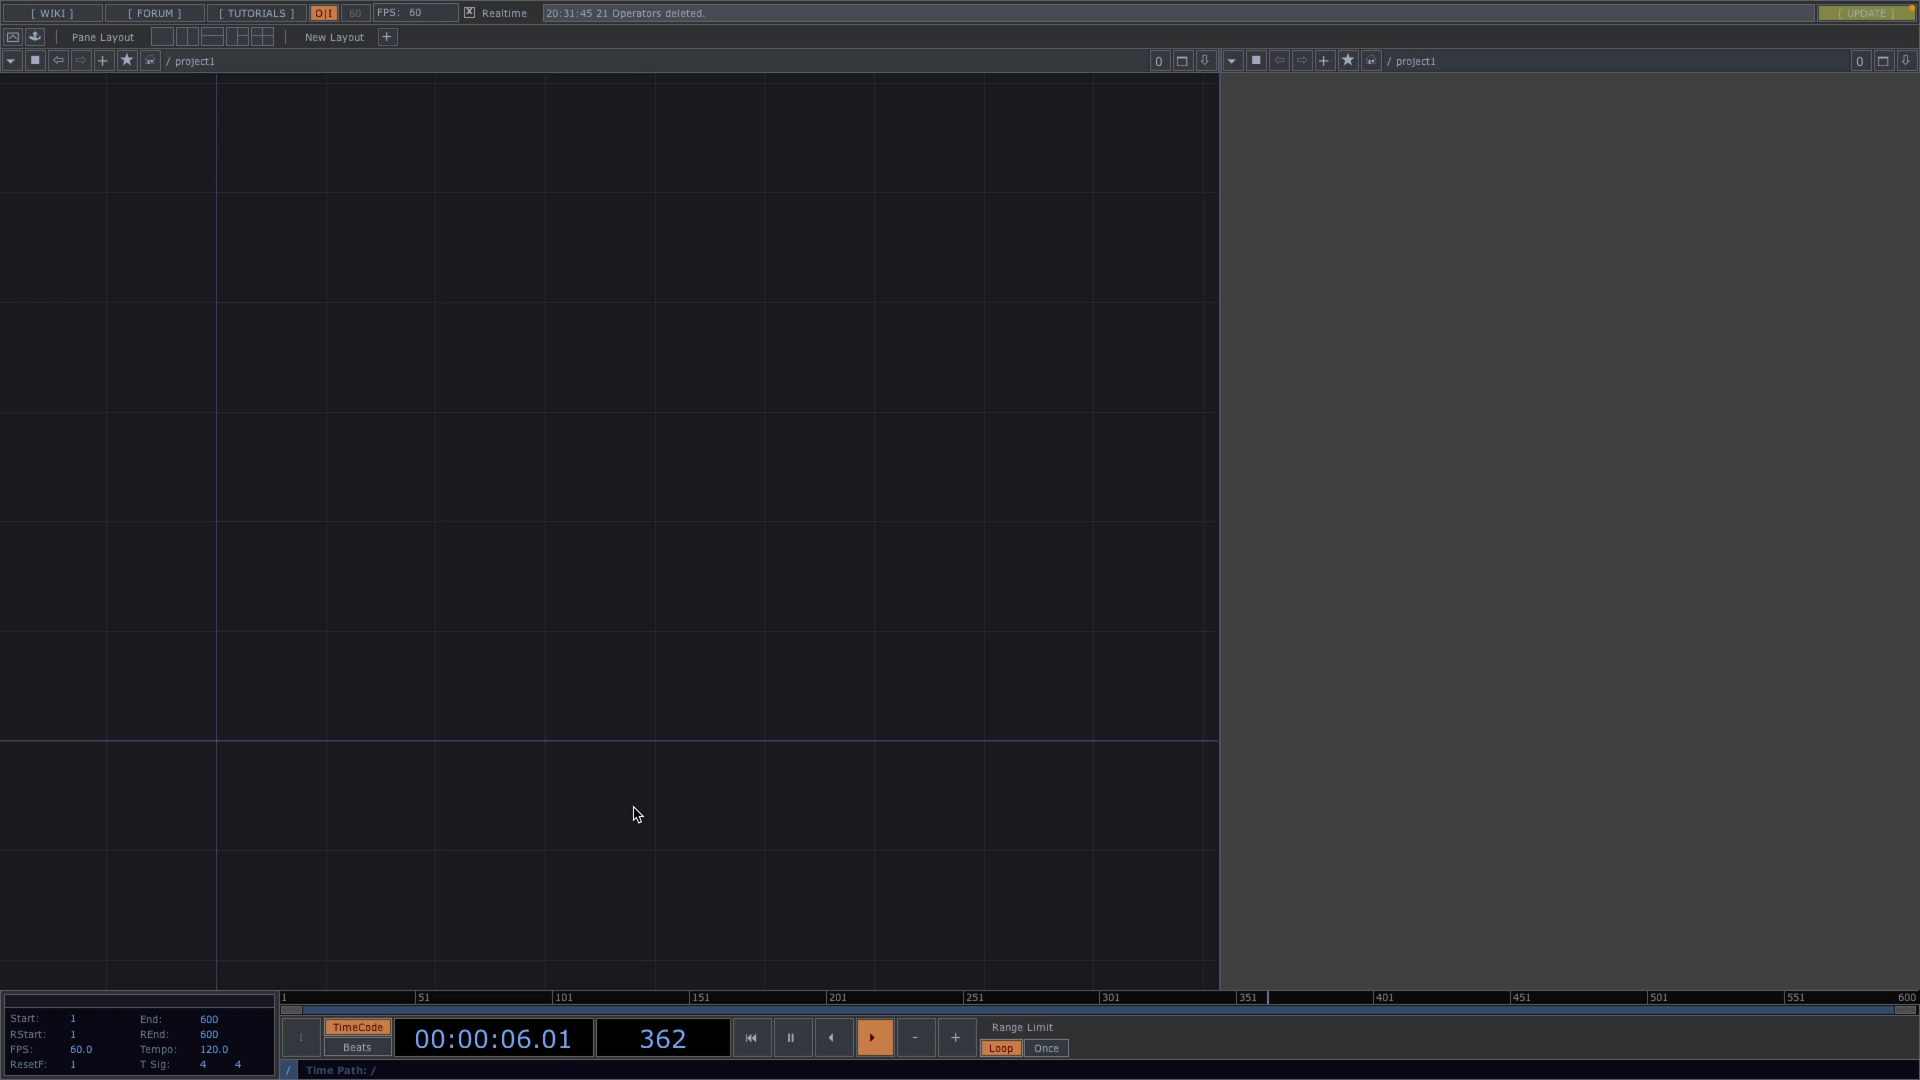 [ WIKI ] [ FORUM ] [ TUTORIALS ] O|I 60 FPS: 60 Realtime 20:31:45 21 Operators deleted. [ UPDATE ]
Pane Layout New Layout +
/ project1 0 / project1 0
1 51 101 151 201 251 301 351 401 451 501 551 600
Start: 1 End: 600
RStart: 1 REnd: 600
FPS: 60.0 Tempo: 120.0
ResetF: 1 T Sig: 4 4
1 TimeCode 00:00:06.01 362 - + Range Limit
Beats Loop Once
/ Time Path: /